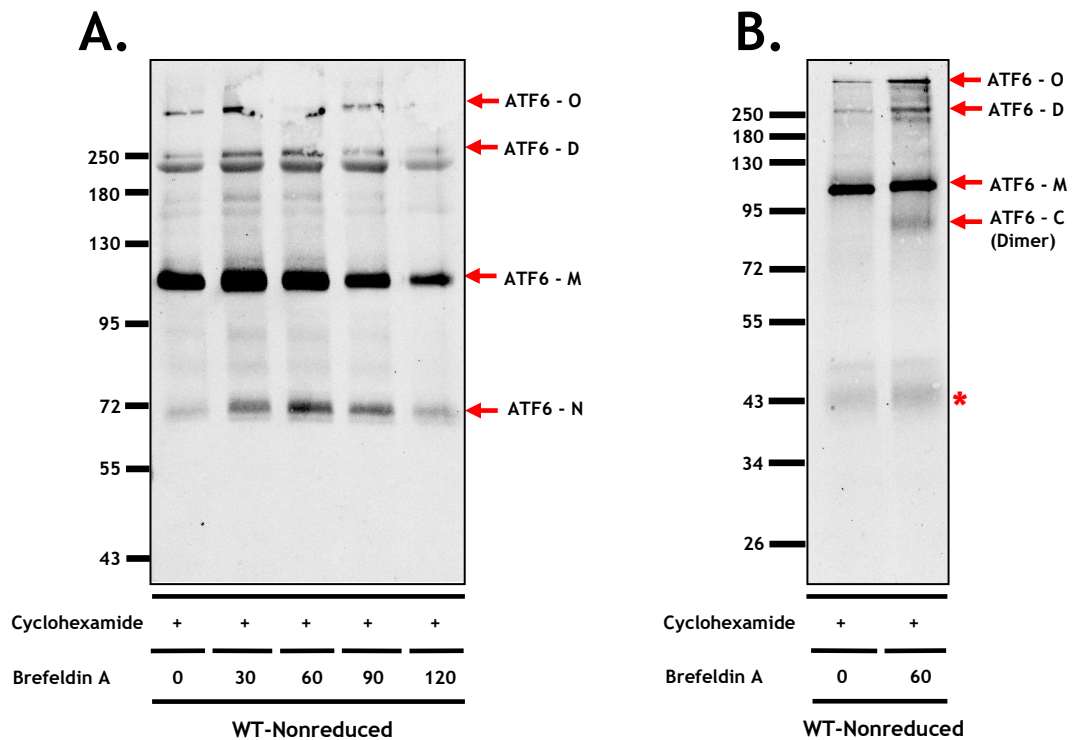 A.
250
180
130
95
72
55
43
ATF6 - O
ATF6 - D
ATF6 - M
ATF6 - N
Cyclohexamide + + + + +
Brefeldin A 0 30 60 90 120
WT-Nonreduced
B.
250
180
130
95
72
55
43
34
26
ATF6 - O
ATF6 - D
ATF6 - M
ATF6 - C
(Dimer)
*
Cyclohexamide + +
Brefeldin A 0 60
WT-Nonreduced